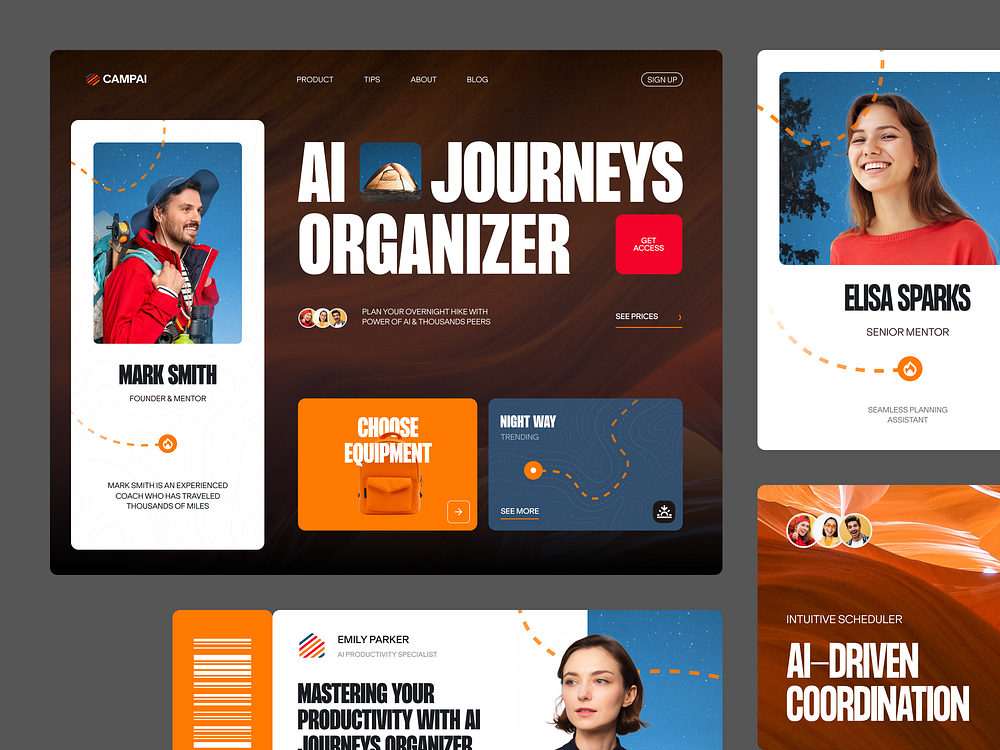 CAMPAI
PRODUCT
TIPS
ABOUT
BLOG
SIGN UP
MARK SMITH
FOUNDER & MENTOR
MARK SMITH IS AN EXPERIENCED
COACH WHO HAS TRAVELED
THOUSANDS OF MILES
AI JOURNEYS
ORGANIZER
GET
ACCESS
PLAN YOUR OVERNIGHT HIKE WITH
POWER OF AI & THOUSANDS PEERS
SEE PRICES
CHOOSE
EQUIPMENT
NIGHT WAY
TRENDING
SEE MORE
ELISA SPARKS
SENIOR MENTOR
SEAMLESS PLANNING
ASSISTANT
INTUITIVE SCHEDULER
AI–DRIVEN
COORDINATION
EMILY PARKER
AI PRODUCTIVITY SPECIALIST
MASTERING YOUR
PRODUCTIVITY WITH AI
JOURNEYS ORGANIZER